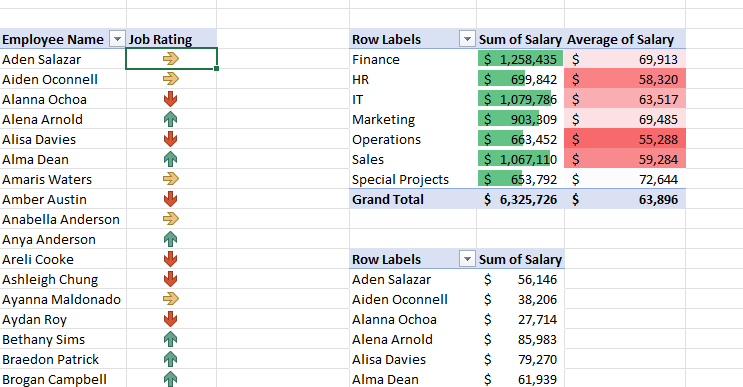 Employee Name Job Rating
Aden Salazar
Aiden Oconnell
Alanna Ochoa
Alena Arnold
Alisa Davies
Alma Dean
Amaris Waters
Amber Austin
Anabella Anderson
Anya Anderson
Areli Cooke
Ashleigh Chung
Ayanna Maldonado
Aydan Roy
Bethany Sims
Braedon Patrick
Brogan Campbell
Row Labels Sum of Salary Average of Salary
Finance $ 1,258,435 $ 69,913
HR $ 699,842 $ 58,320
IT $ 1,079,786 $ 63,517
Marketing $ 903,309 $ 69,485
Operations $ 663,452 $ 55,288
Sales $ 1,067,110 $ 59,284
Special Projects $ 653,792 $ 72,644
Grand Total $ 6,325,726 $ 63,896
Row Labels Sum of Salary
Aden Salazar $ 56,146
Aiden Oconnell $ 38,206
Alanna Ochoa $ 27,714
Alena Arnold $ 85,983
Alisa Davies $ 79,270
Alma Dean $ 61,939